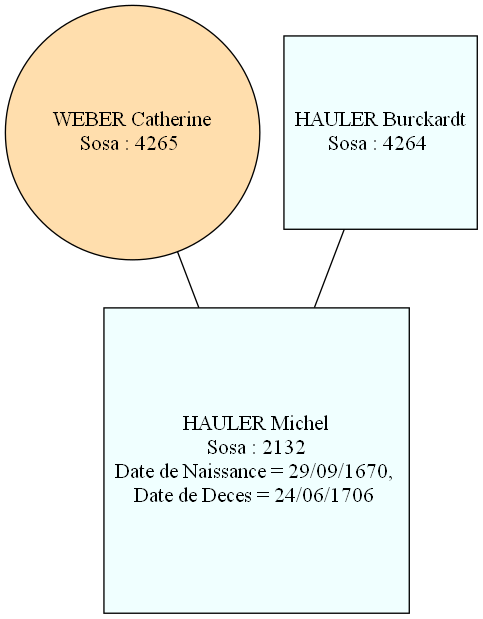 WEBER Catherine
Sosa : 4265
HAULER Burckardt
Sosa : 4264
HAULER Michel
Sosa : 2132
Date de Naissance = 29/09/1670,
Date de Deces = 24/06/1706